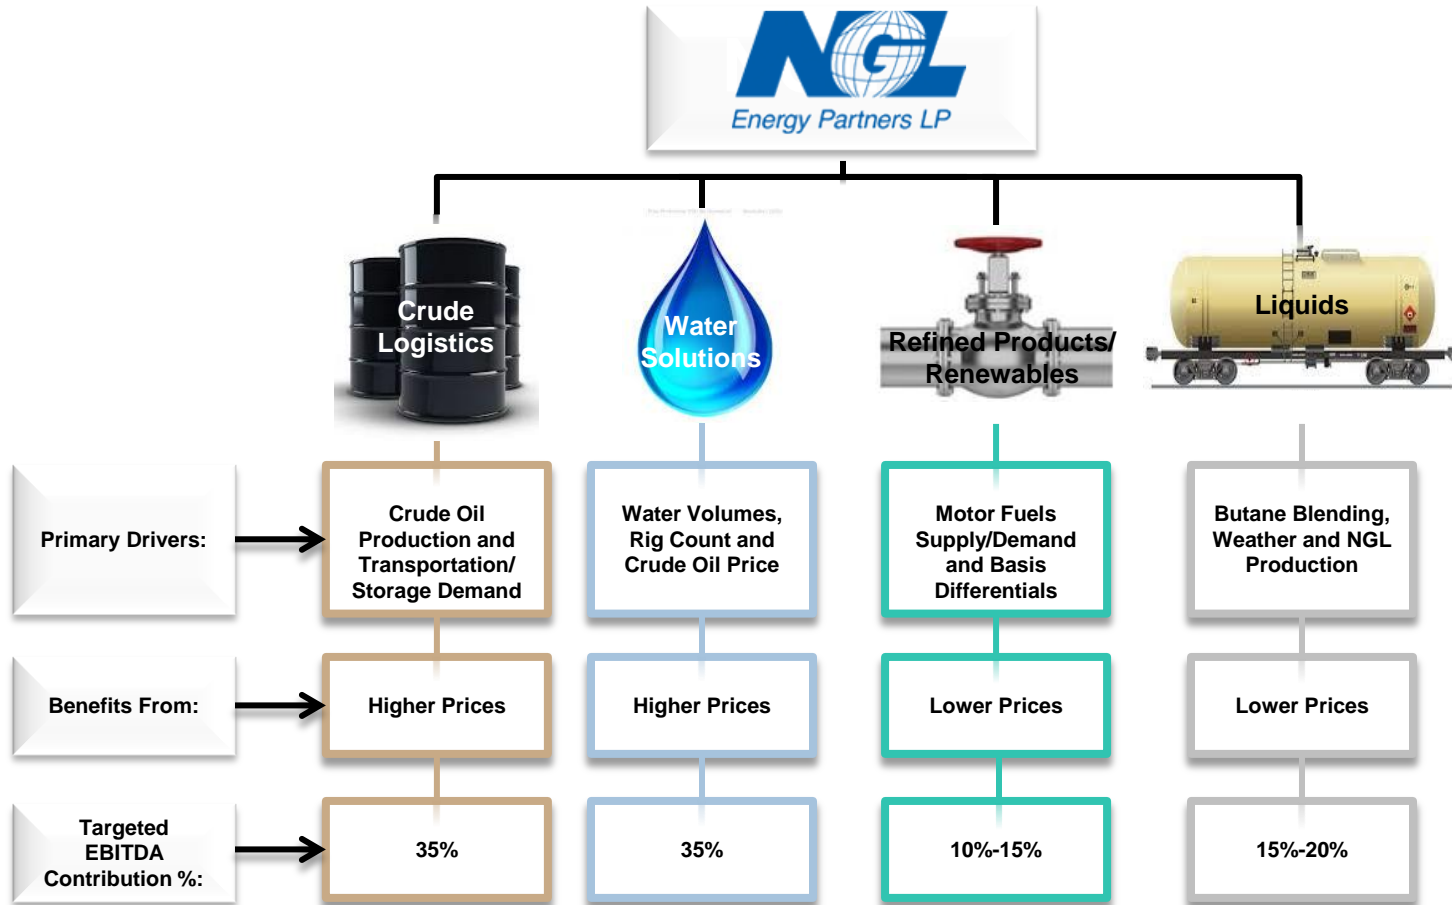 NGL
Energy Partners LP
Crude
Logistics
Water
Solutions
Refined Products/
Renewables
Liquids
Primary Drivers:
Crude Oil
Production and
Transportation/
Storage Demand
Water Volumes,
Rig Count and
Crude Oil Price
Motor Fuels
Supply/Demand
and Basis
Differentials
Butane Blending,
Weather and NGL
Production
Benefits From:
Higher Prices
Higher Prices
Lower Prices
Lower Prices
Targeted
EBITDA
Contribution %:
35%
35%
10%-15%
15%-20%